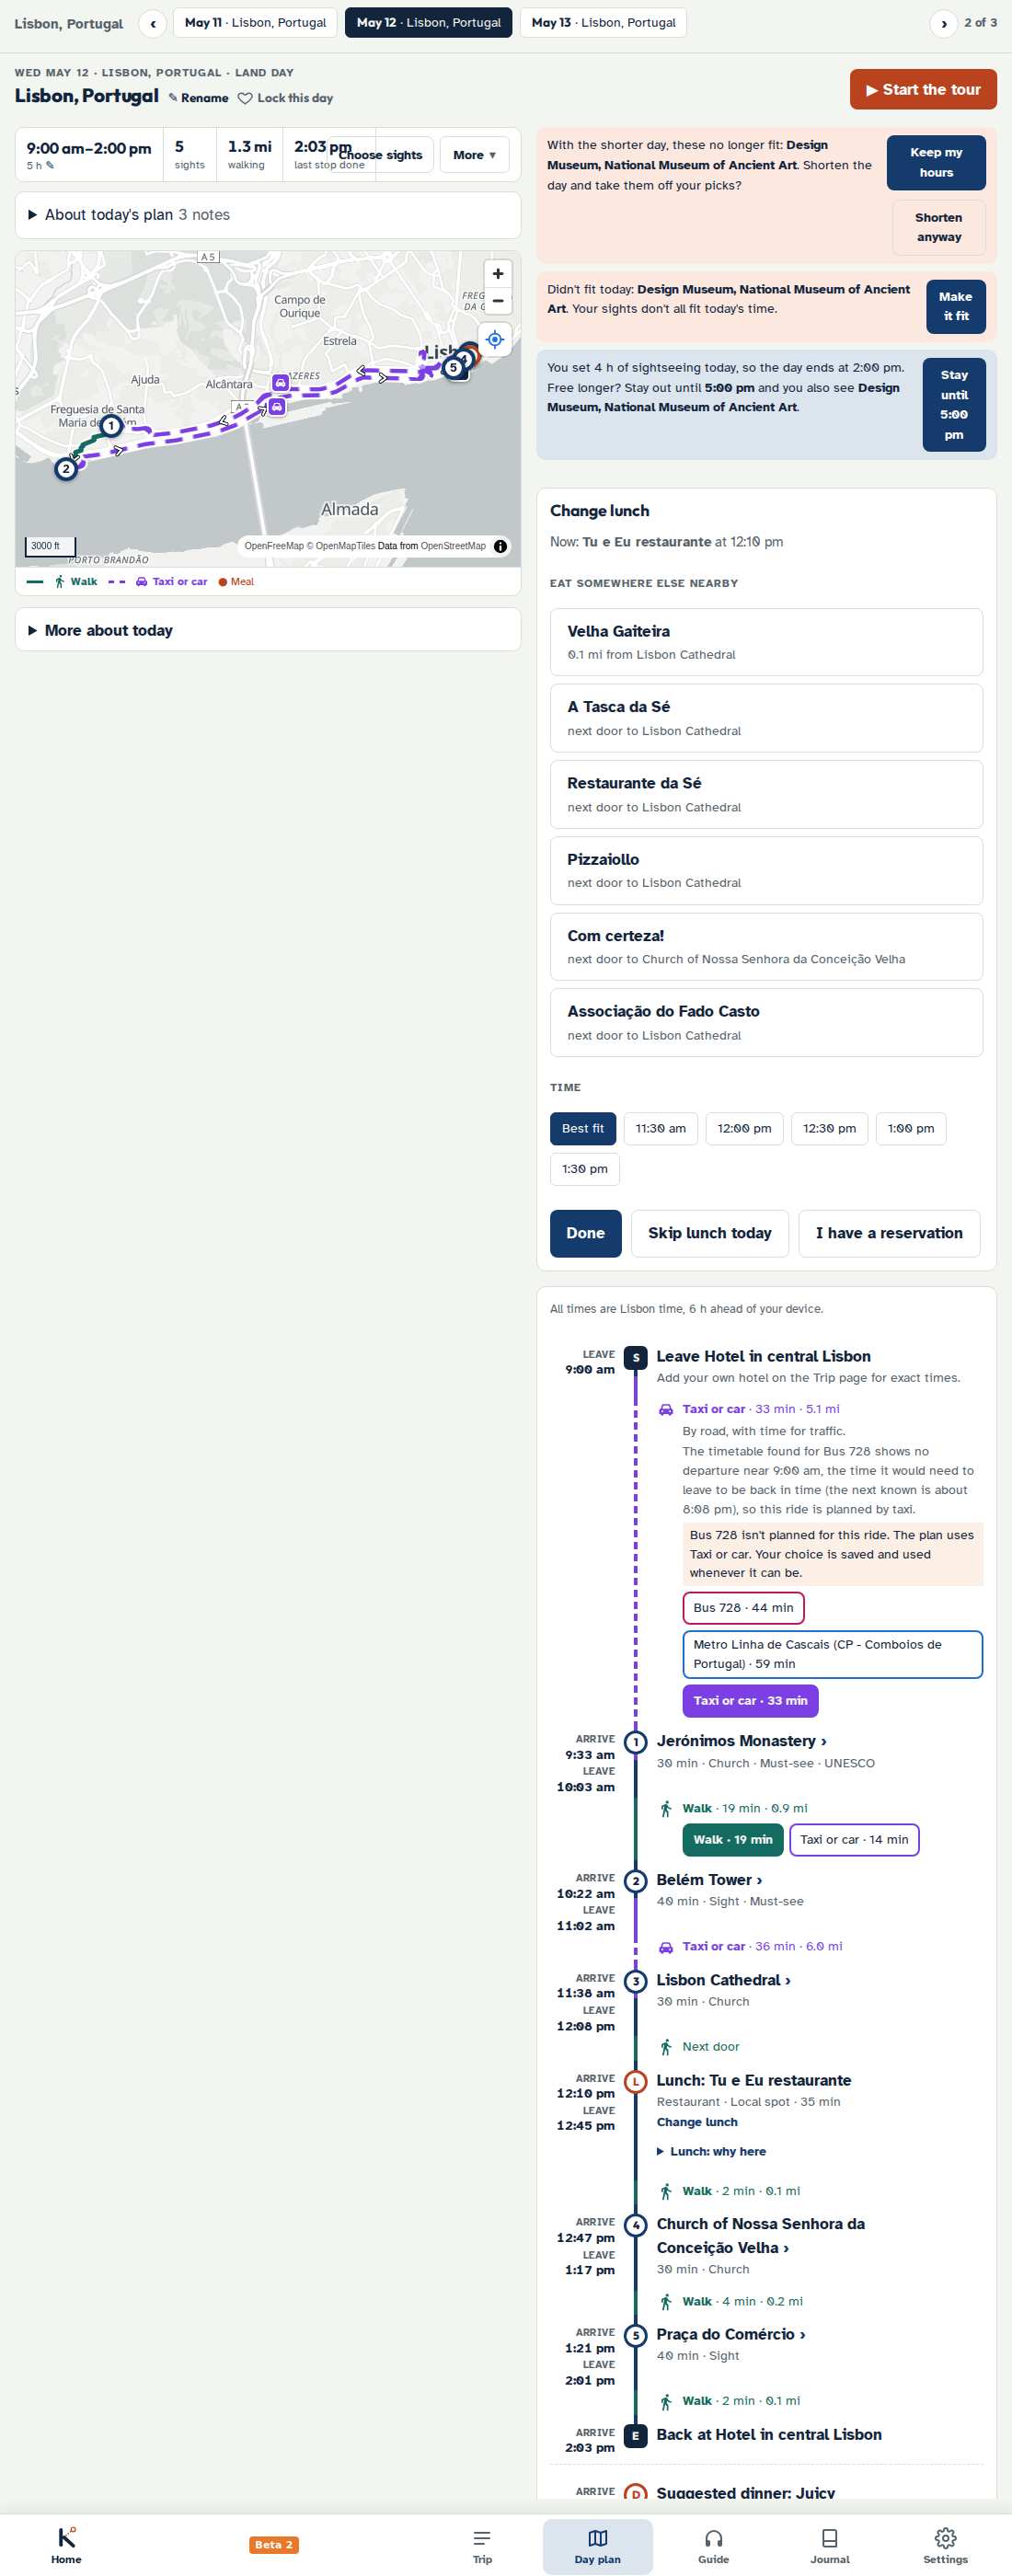 Lisbon, Portugal
‹
May 11 · Lisbon, Portugal
May 12 · Lisbon, Portugal
May 13 · Lisbon, Portugal
›
2 of 3
WED MAY 12 · LISBON, PORTUGAL · LAND DAY
Lisbon, Portugal
✎ Rename
Lock this day
▶ Start the tour
9:00 am–2:00 pm
5 h ✎
5
sights
1.3 mi
walking
2:03 pm
last stop done
Choose sights
More ▾
About today's plan 3 notes
A 5
Campo de
Ourique
Estrela
Ajuda
Alcântara
Freguesia de Santa
Almada
PORTO BRANDÃO
1
2
5
+
−
3000 ft
OpenFreeMap © OpenMapTiles Data from OpenStreetMap
Walk
Taxi or car
Meal
More about today
With the shorter day, these no longer fit: Design
Museum, National Museum of Ancient Art. Shorten the
day and take them off your picks?
Keep my
hours
Shorten
anyway
Didn't fit today: Design Museum, National Museum of Ancient
Art. Your sights don't all fit today's time.
Make
it fit
You set 4 h of sightseeing today, so the day ends at 2:00 pm.
Free longer? Stay out until 5:00 pm and you also see Design
Museum, National Museum of Ancient Art.
Stay
until
5:00
pm
Change lunch
Now: Tu e Eu restaurante at 12:10 pm
EAT SOMEWHERE ELSE NEARBY
Velha Gaiteira
0.1 mi from Lisbon Cathedral
A Tasca da Sé
next door to Lisbon Cathedral
Restaurante da Sé
next door to Lisbon Cathedral
Pizzaiollo
next door to Lisbon Cathedral
Com certeza!
next door to Church of Nossa Senhora da Conceição Velha
Associação do Fado Casto
next door to Lisbon Cathedral
TIME
Best fit
11:30 am
12:00 pm
12:30 pm
1:00 pm
1:30 pm
Done
Skip lunch today
I have a reservation
All times are Lisbon time, 6 h ahead of your device.
LEAVE
9:00 am
S
Leave Hotel in central Lisbon
Add your own hotel on the Trip page for exact times.
Taxi or car · 33 min · 5.1 mi
By road, with time for traffic.
The timetable found for Bus 728 shows no
departure near 9:00 am, the time it would need to
leave to be back in time (the next known is about
8:08 pm), so this ride is planned by taxi.
Bus 728 isn't planned for this ride. The plan uses
Taxi or car. Your choice is saved and used
whenever it can be.
Bus 728 · 44 min
Metro Linha de Cascais (CP - Comboios de
Portugal) · 59 min
Taxi or car · 33 min
ARRIVE
9:33 am
LEAVE
10:03 am
1
Jerónimos Monastery ›
30 min · Church · Must-see · UNESCO
Walk · 19 min · 0.9 mi
Walk · 19 min
Taxi or car · 14 min
ARRIVE
10:22 am
LEAVE
11:02 am
2
Belém Tower ›
40 min · Sight · Must-see
Taxi or car · 36 min · 6.0 mi
ARRIVE
11:38 am
LEAVE
12:08 pm
3
Lisbon Cathedral ›
30 min · Church
Next door
ARRIVE
12:10 pm
LEAVE
12:45 pm
L
Lunch: Tu e Eu restaurante
Restaurant · Local spot · 35 min
Change lunch
Lunch: why here
Walk · 2 min · 0.1 mi
ARRIVE
12:47 pm
LEAVE
1:17 pm
4
Church of Nossa Senhora da
Conceição Velha ›
30 min · Church
Walk · 4 min · 0.2 mi
ARRIVE
1:21 pm
LEAVE
2:01 pm
5
Praça do Comércio ›
40 min · Sight
Walk · 2 min · 0.1 mi
ARRIVE
2:03 pm
E
Back at Hotel in central Lisbon
ARRIVE
D
Suggested dinner: Juicy
Home
Beta 2
Trip
Day plan
Guide
Journal
Settings